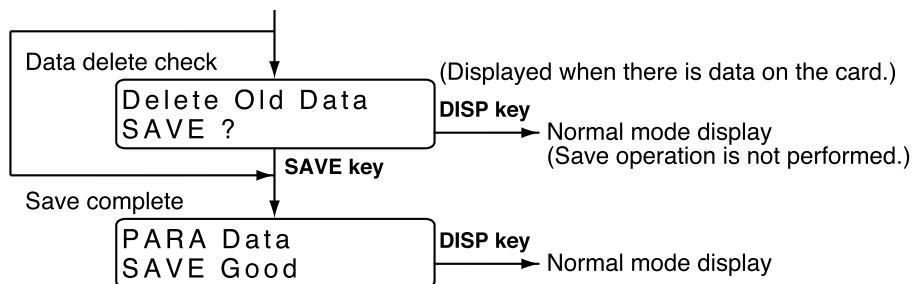 Data delete check
(Displayed when there is data on the card.)
Delete Old Data
SAVE ?
DISP key
Normal mode display
(Save operation is not performed.)
SAVE key
Save complete
PARA Data
SAVE Good
DISP key
Normal mode display